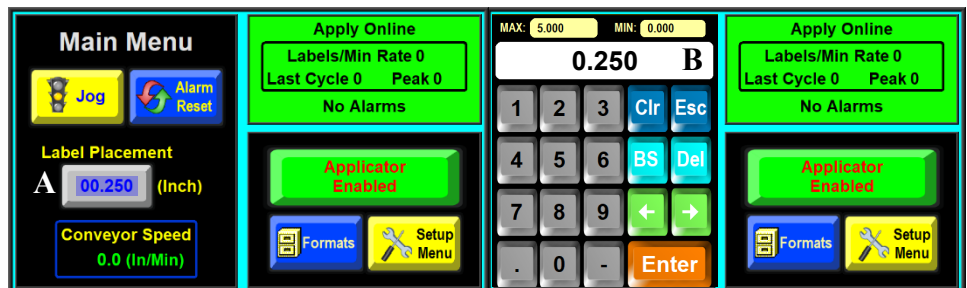 Main Menu
Jog
Alarm
Reset
Label Placement
A
00.250
(Inch)
Conveyor Speed
0.0 (In/Min)
Apply Online
Labels/Min Rate 0
Last Cycle 0 Peak 0
No Alarms
Applicator
Enabled
Formats
Setup
Menu
MAX: 5.000 MIN: 0.000
0.250 B
1 2 3 Clr Esc
4 5 6 BS Del
7 8 9 ← →
. 0 - Enter
Apply Online
Labels/Min Rate 0
Last Cycle 0 Peak 0
No Alarms
Applicator
Enabled
Formats
Setup
Menu